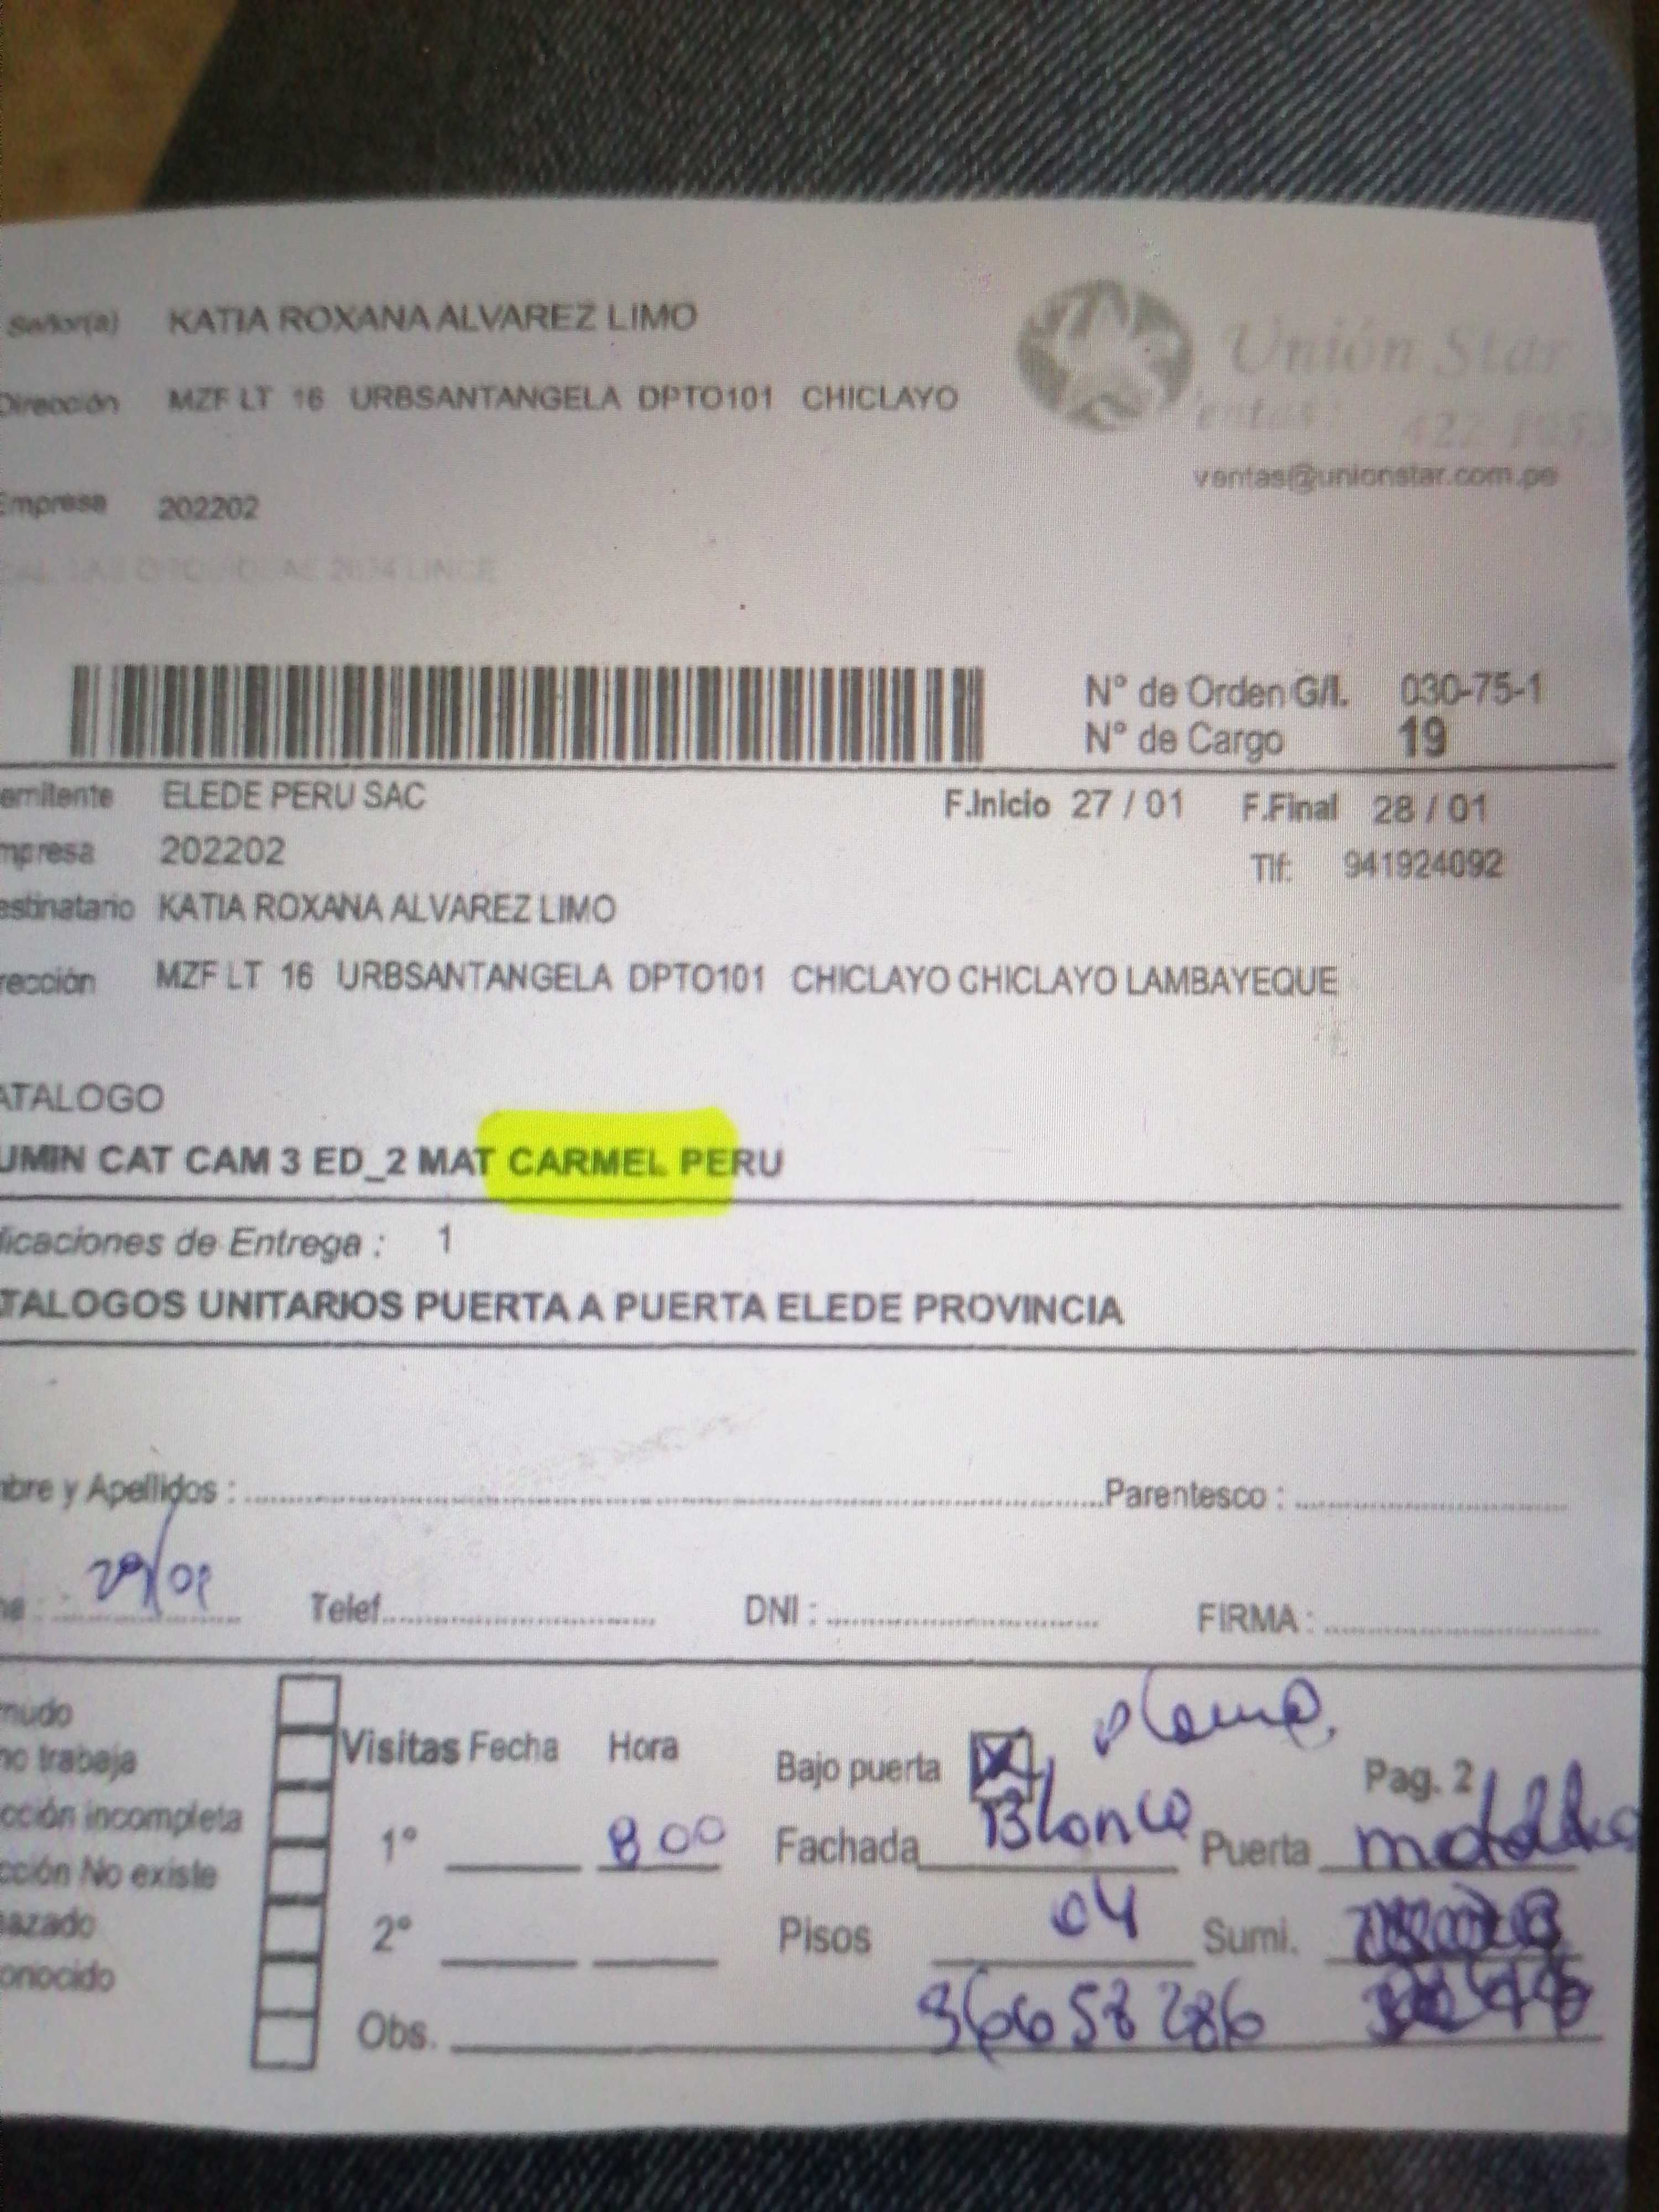 Señor(a) KATIA ROXANA ALVAREZ LIMO
Dirección MZF LT 16 URBSANTANGELA DPTO101 CHICLAYO
Unión Star
ventas@unionstar.com.pe
Empresa 202202
N° de Orden G/I. 030-75-1
N° de Cargo 19
emitente ELEDE PERU SAC F.Inicio 27 / 01 F.Final 28 / 01
mpresa 202202 Tlf: 941924092
estinatario KATIA ROXANA ALVAREZ LIMO
rección MZF LT 16 URBSANTANGELA DPTO101 CHICLAYO CHICLAYO LAMBAYEQUE
ATALOGO
UMIN CAT CAM 3 ED_2 MAT CARMEL PERU
licaciones de Entrega : 1
TALOGOS UNITARIOS PUERTA A PUERTA ELEDE PROVINCIA
bre y Apellidos : Parentesco :
Telef. DNI : FIRMA :
mudo
no trabaja Visitas Fecha Hora Bajo puerta X Pag. 2
cción incompleta 1° 8 00 Fachada Blanco Puerta
cción No existe
azado 2° Pisos 04 Sumi.
onocido
Obs. 36658286